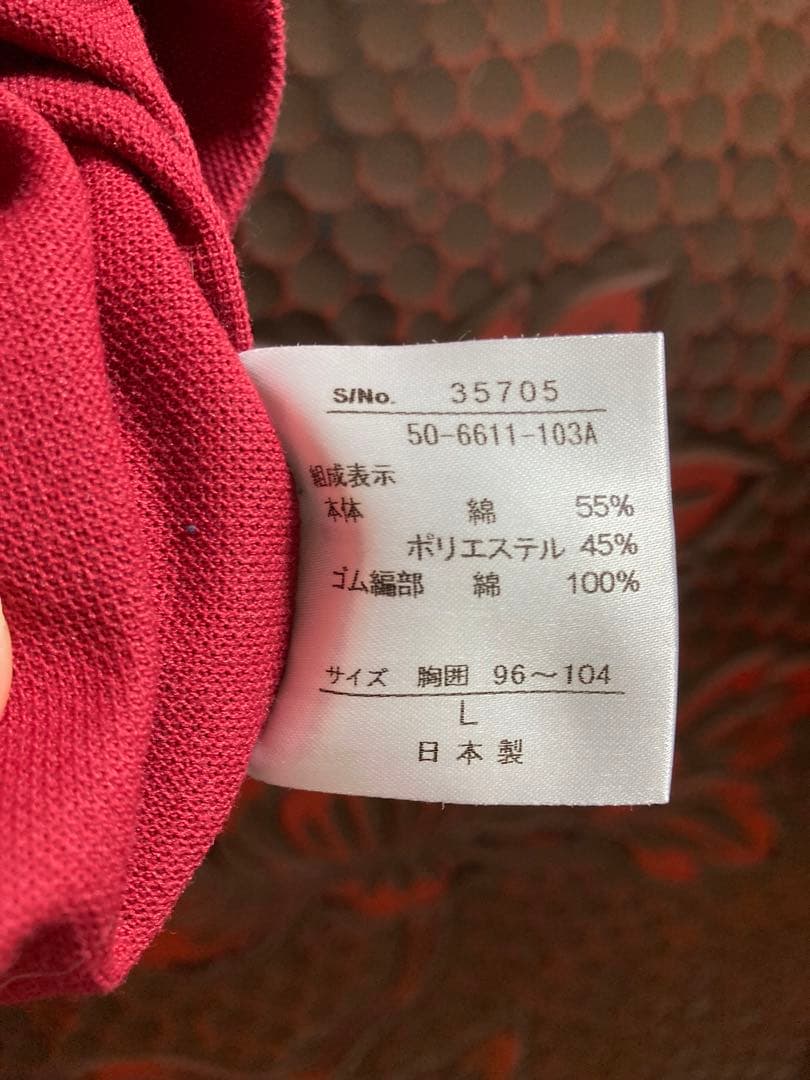 S/No. 35705
50-6611-103A
組成表示
本体 綿 55%
ポリエステル 45%
ゴム編部 綿 100%
サイズ 胸囲 96～104
L
日本製